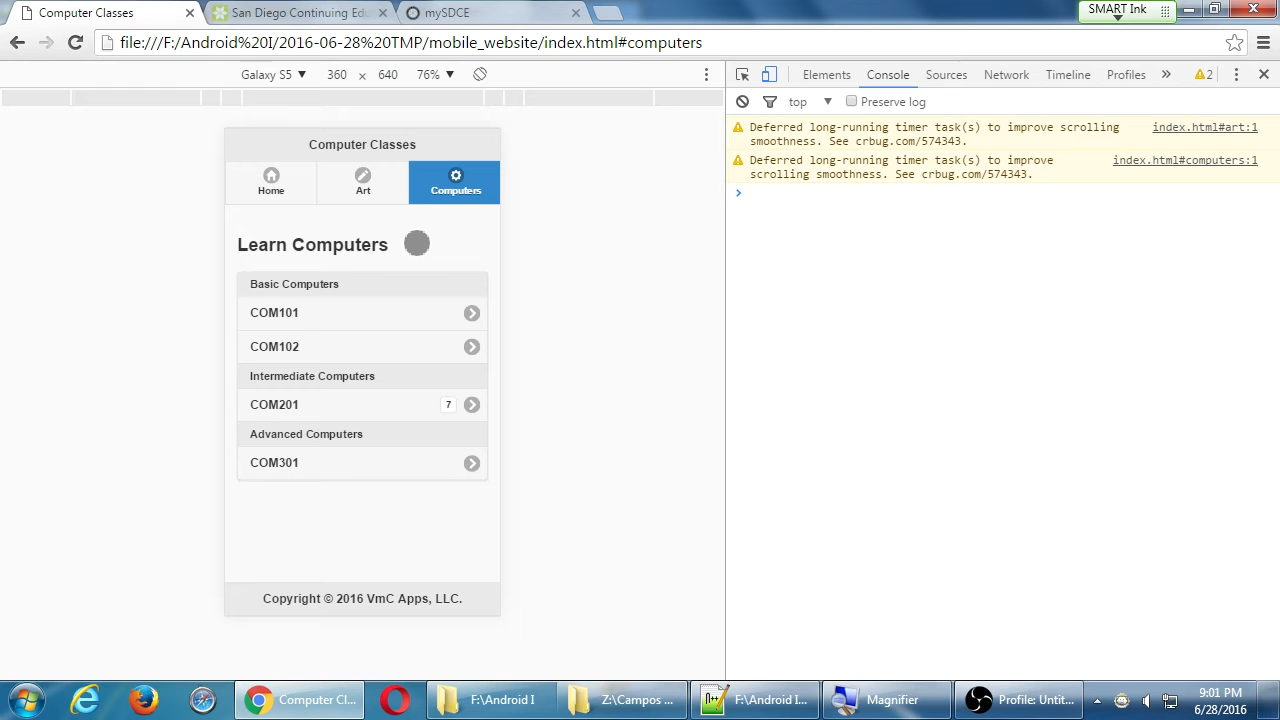 Computer Classes
San Diego Continuing Edu
mySDCE
SMART Ink
file:///F:/Android%20I/2016-06-28%20TMP/mobile_website/index.html#computers
Galaxy S5 ▼ 360 × 640 76% ▼
Elements Console Sources Network Timeline Profiles » 2
top ▼ Preserve log
Deferred long-running timer task(s) to improve scrolling index.html#art:1
smoothness. See crbug.com/574343.
Deferred long-running timer task(s) to improve index.html#computers:1
scrolling smoothness. See crbug.com/574343.
Computer Classes
Home Art Computers
Learn Computers
Basic Computers
COM101
COM102
Intermediate Computers
COM201 7
Advanced Computers
COM301
Copyright © 2016 VmC Apps, LLC.
Computer Cl...
F:\Android I
Z:\Campos ...
F:\Android I...
Magnifier
Profile: Untit...
9:01 PM
6/28/2016